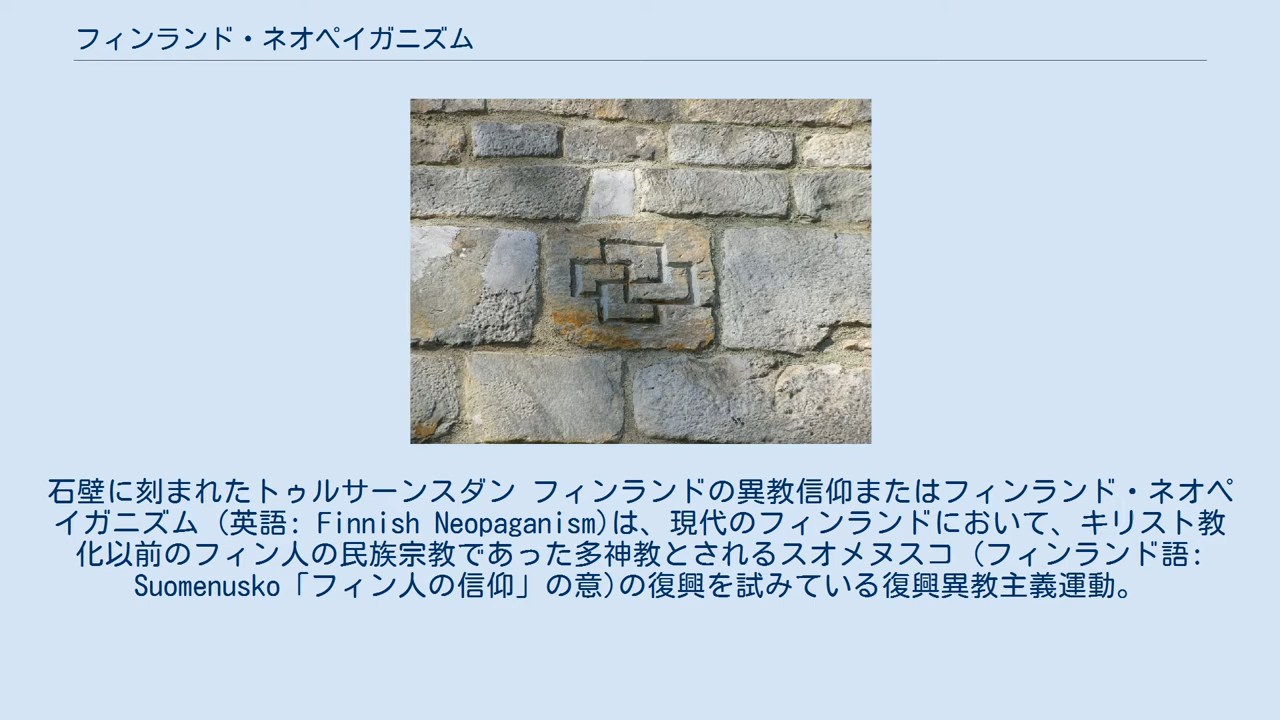 フィンランド・ネオペイガニズム
石壁に刻まれたトゥルサーンスダン フィンランドの異教信仰またはフィンランド・ネオペ
イガニズム (英語: Finnish Neopaganism)は、現代のフィンランドにおいて、キリスト教
化以前のフィン人の民族宗教であった多神教とされるスオメヌスコ (フィンランド語:
Suomenusko「フィン人の信仰」の意)の復興を試みている復興異教主義運動。